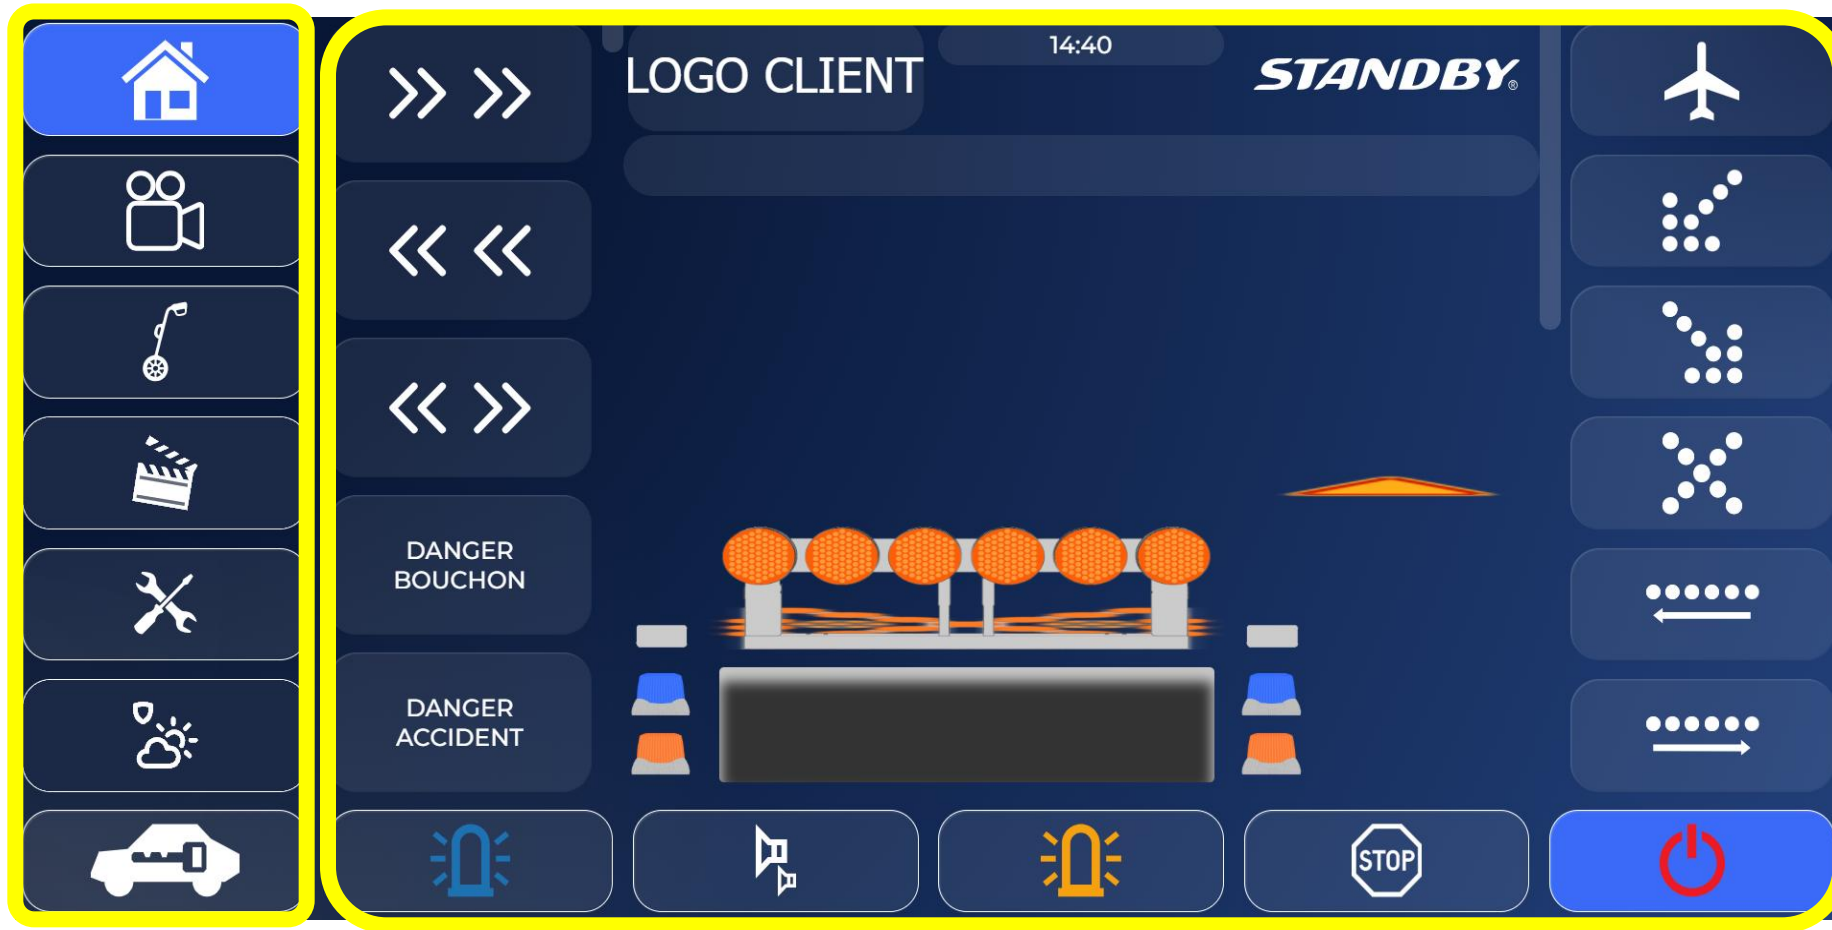 14:40
LOGO CLIENT
STANDBY®
DANGER
BOUCHON
DANGER
ACCIDENT
STOP